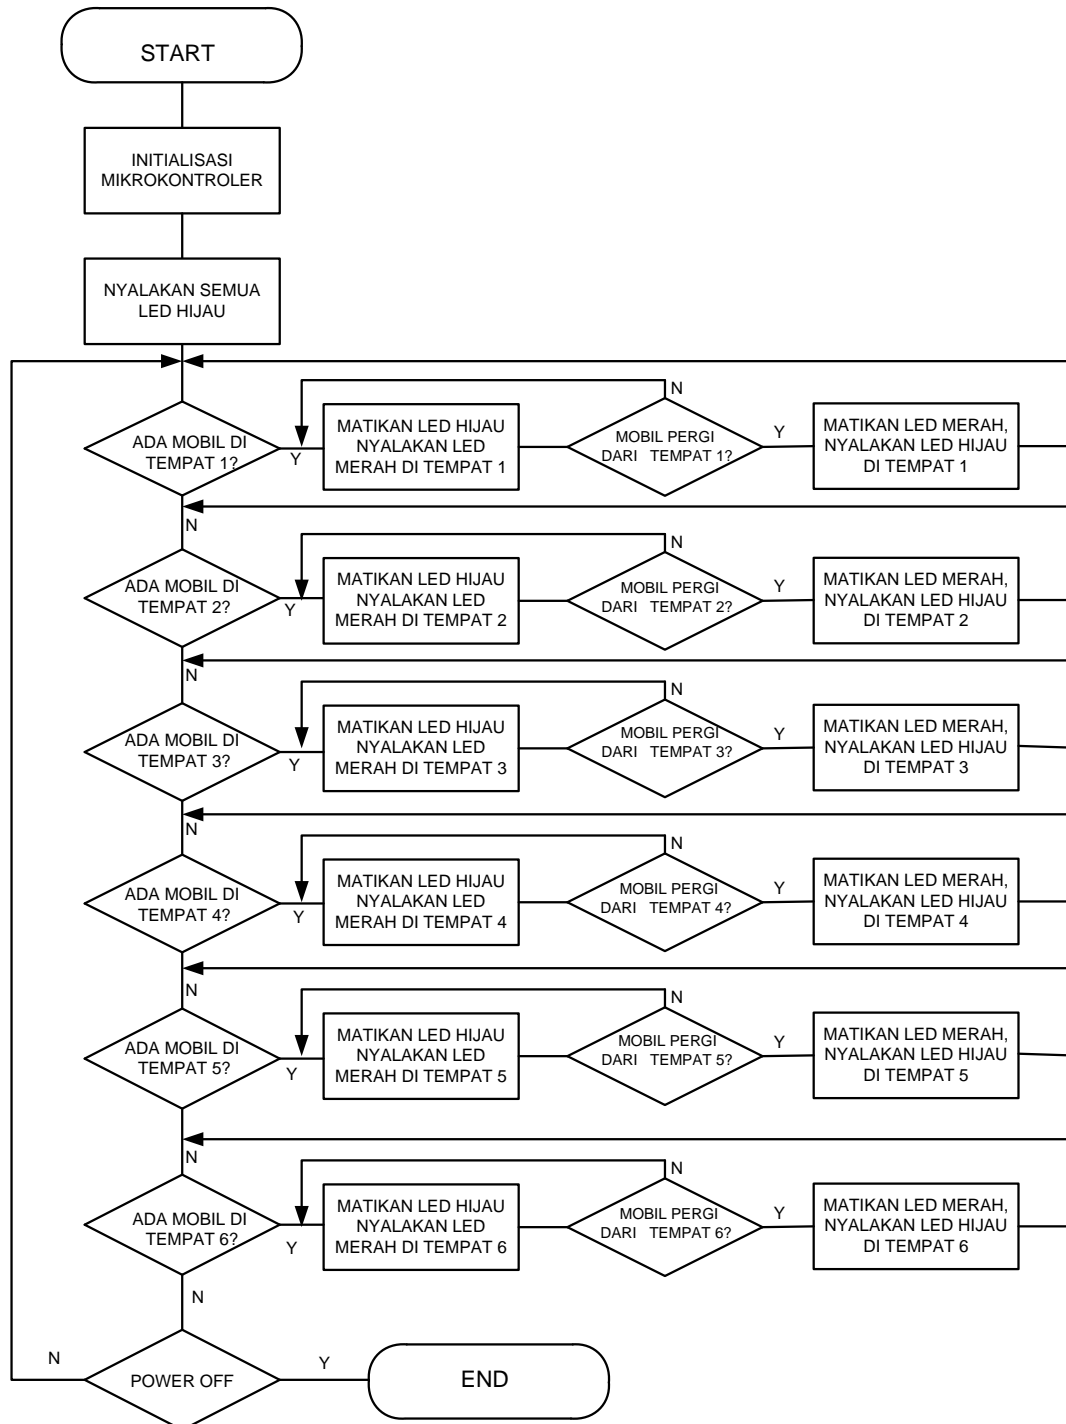 START
INITIALISASI
MIKROKONTROLER
NYALAKAN SEMUA
LED HIJAU
ADA MOBIL DI
TEMPAT 1?
Y
N
MATIKAN LED HIJAU
NYALAKAN LED
MERAH DI TEMPAT 1
MOBIL PERGI
DARI TEMPAT 1?
N
Y
MATIKAN LED MERAH,
NYALAKAN LED HIJAU
DI TEMPAT 1
ADA MOBIL DI
TEMPAT 2?
Y
N
MATIKAN LED HIJAU
NYALAKAN LED
MERAH DI TEMPAT 2
MOBIL PERGI
DARI TEMPAT 2?
N
Y
MATIKAN LED MERAH,
NYALAKAN LED HIJAU
DI TEMPAT 2
ADA MOBIL DI
TEMPAT 3?
Y
N
MATIKAN LED HIJAU
NYALAKAN LED
MERAH DI TEMPAT 3
MOBIL PERGI
DARI TEMPAT 3?
N
Y
MATIKAN LED MERAH,
NYALAKAN LED HIJAU
DI TEMPAT 3
ADA MOBIL DI
TEMPAT 4?
Y
N
MATIKAN LED HIJAU
NYALAKAN LED
MERAH DI TEMPAT 4
MOBIL PERGI
DARI TEMPAT 4?
N
Y
MATIKAN LED MERAH,
NYALAKAN LED HIJAU
DI TEMPAT 4
ADA MOBIL DI
TEMPAT 5?
Y
N
MATIKAN LED HIJAU
NYALAKAN LED
MERAH DI TEMPAT 5
MOBIL PERGI
DARI TEMPAT 5?
N
Y
MATIKAN LED MERAH,
NYALAKAN LED HIJAU
DI TEMPAT 5
ADA MOBIL DI
TEMPAT 6?
Y
N
MATIKAN LED HIJAU
NYALAKAN LED
MERAH DI TEMPAT 6
MOBIL PERGI
DARI TEMPAT 6?
N
Y
MATIKAN LED MERAH,
NYALAKAN LED HIJAU
DI TEMPAT 6
N
POWER OFF
Y
END